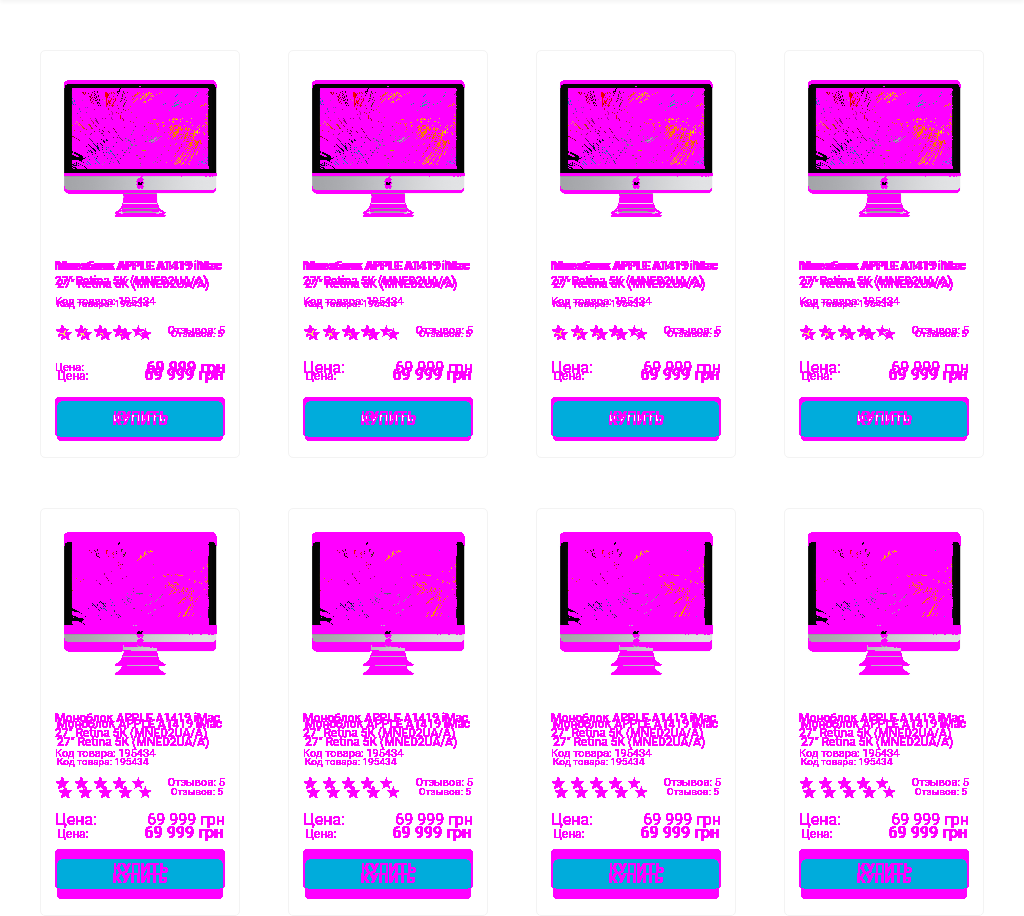 Моноблок APPLE A1419 iMac
27" Retina 5K (MNED2UA/A)
Код товара: 195434
Отзывов: 5
Цена: 69 999 грн
КУПИТЬ
Моноблок APPLE A1419 iMac
27" Retina 5K (MNED2UA/A)
Код товара: 195434
Отзывов: 5
Цена: 69 999 грн
КУПИТЬ
Моноблок APPLE A1419 iMac
27" Retina 5K (MNED2UA/A)
Код товара: 195434
Отзывов: 5
Цена: 69 999 грн
КУПИТЬ
Моноблок APPLE A1419 iMac
27" Retina 5K (MNED2UA/A)
Код товара: 195434
Отзывов: 5
Цена: 69 999 грн
КУПИТЬ
Моноблок APPLE A1419 iMac
27" Retina 5K (MNED2UA/A)
Код товара: 195434
Отзывов: 5
Цена: 69 999 грн
КУПИТЬ
Моноблок APPLE A1419 iMac
27" Retina 5K (MNED2UA/A)
Код товара: 195434
Отзывов: 5
Цена: 69 999 грн
КУПИТЬ
Моноблок APPLE A1419 iMac
27" Retina 5K (MNED2UA/A)
Код товара: 195434
Отзывов: 5
Цена: 69 999 грн
КУПИТЬ
Моноблок APPLE A1419 iMac
27" Retina 5K (MNED2UA/A)
Код товара: 195434
Отзывов: 5
Цена: 69 999 грн
КУПИТЬ